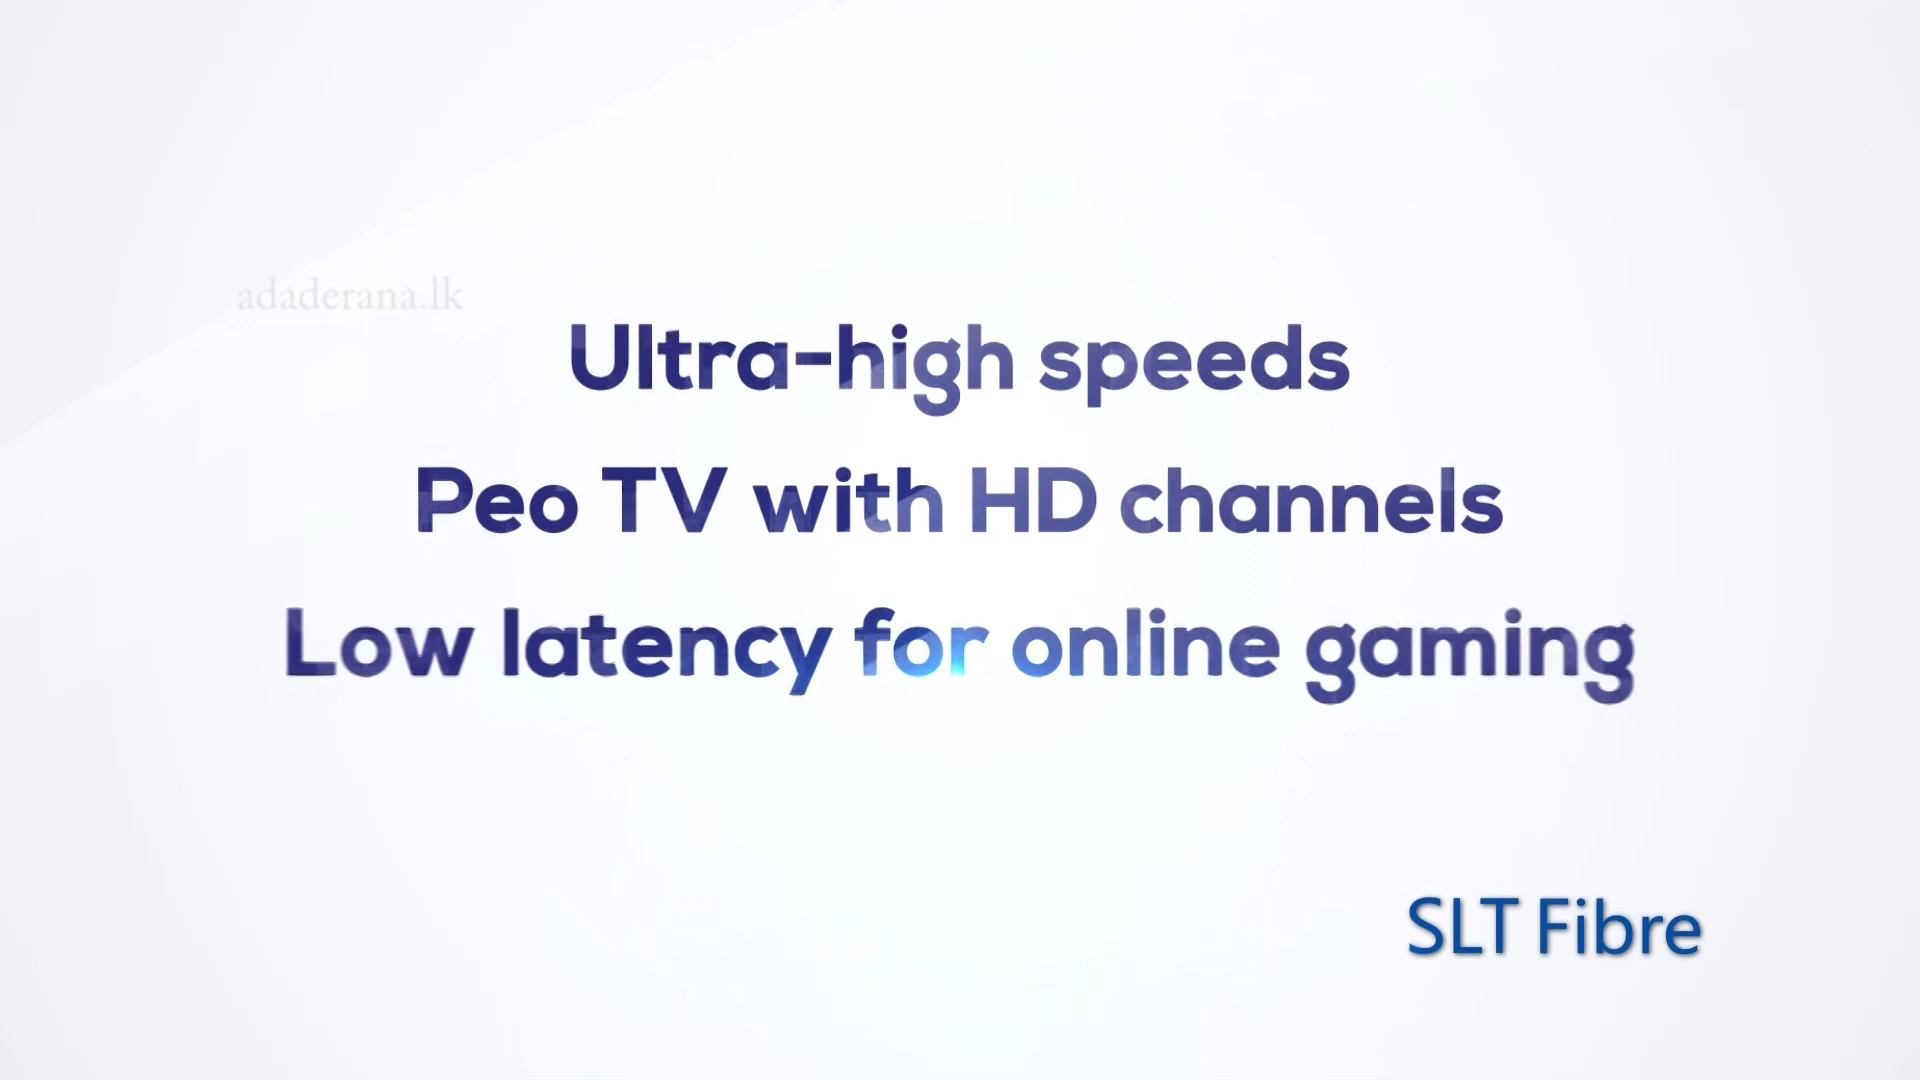 adaderana.lk
Ultra-high speeds
Peo TV with HD channels
Low latency for online gaming
SLT Fibre